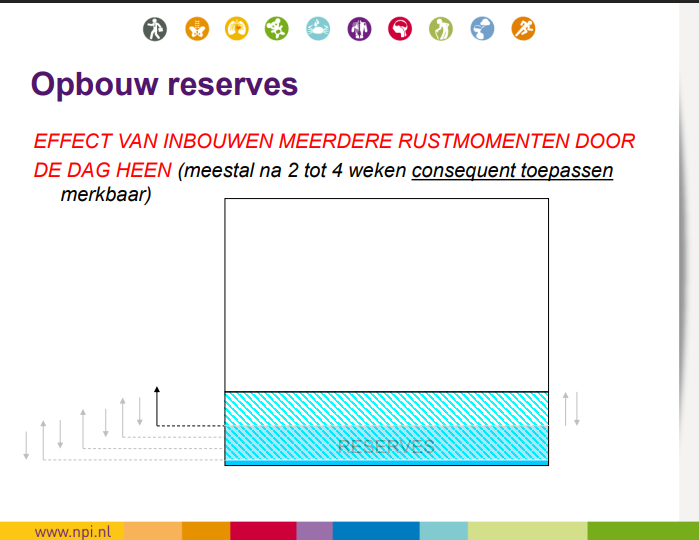 Opbouw reserves
EFFECT VAN INBOUWEN MEERDERE RUSTMOMENTEN DOOR
DE DAG HEEN (meestal na 2 tot 4 weken consequent toepassen
merkbaar)
RESERVES
www.npi.nl